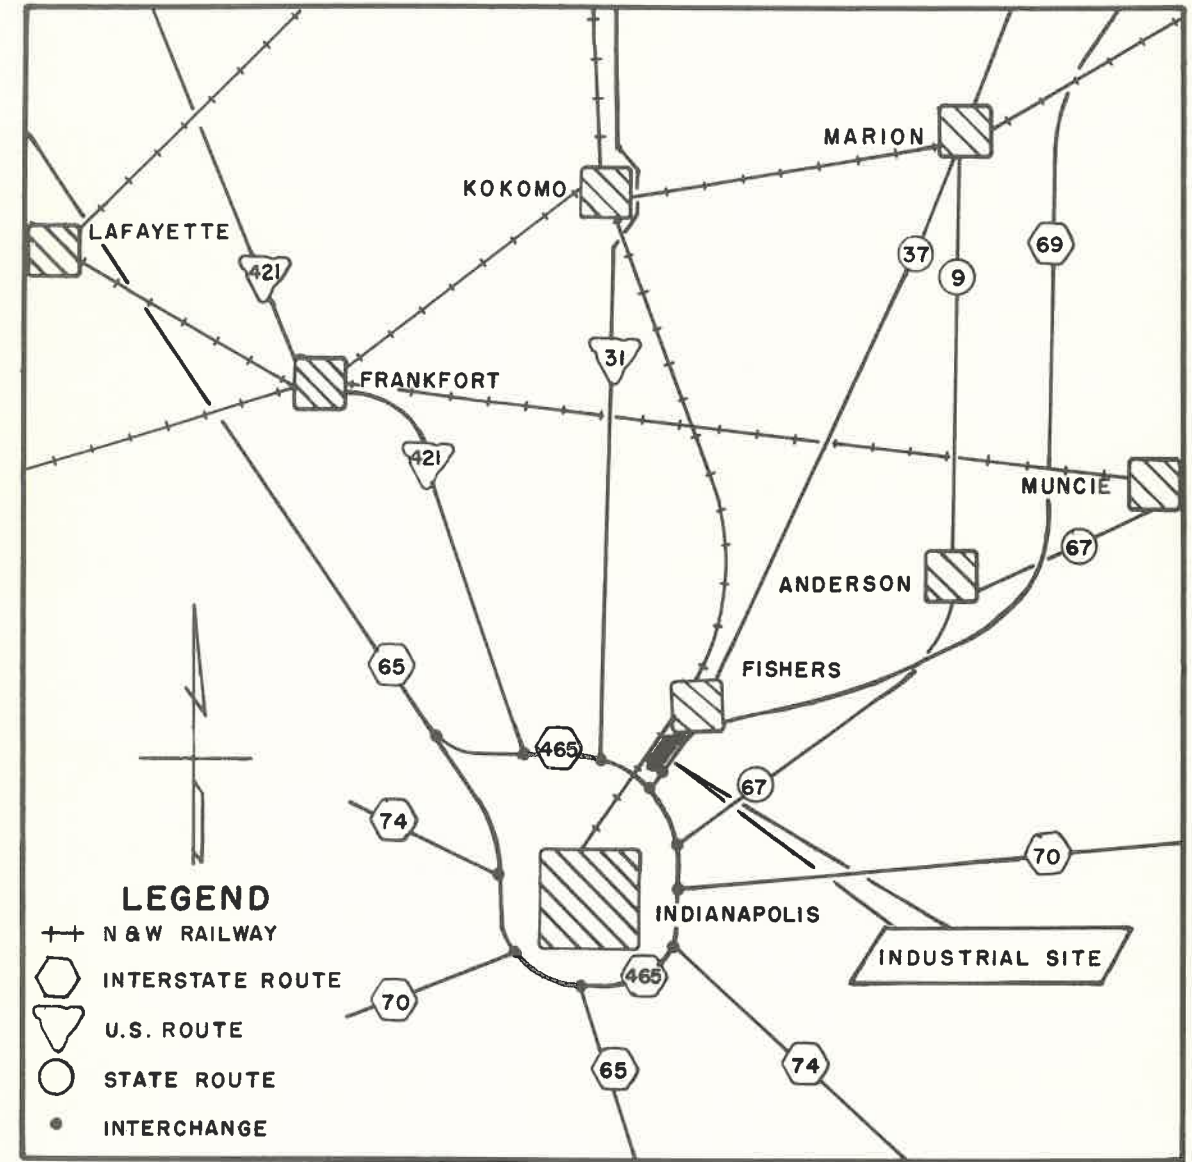 MARION
KOKOMO
LAFAYETTE
37
69
421
9
31
FRANKFORT
421
MUNCIE
67
ANDERSON
65
FISHERS
465
67
74
70
LEGEND
INDIANAPOLIS
N&W RAILWAY
INDUSTRIAL SITE
INTERSTATE ROUTE
465
70
U.S. ROUTE
65
74
STATE ROUTE
INTERCHANGE